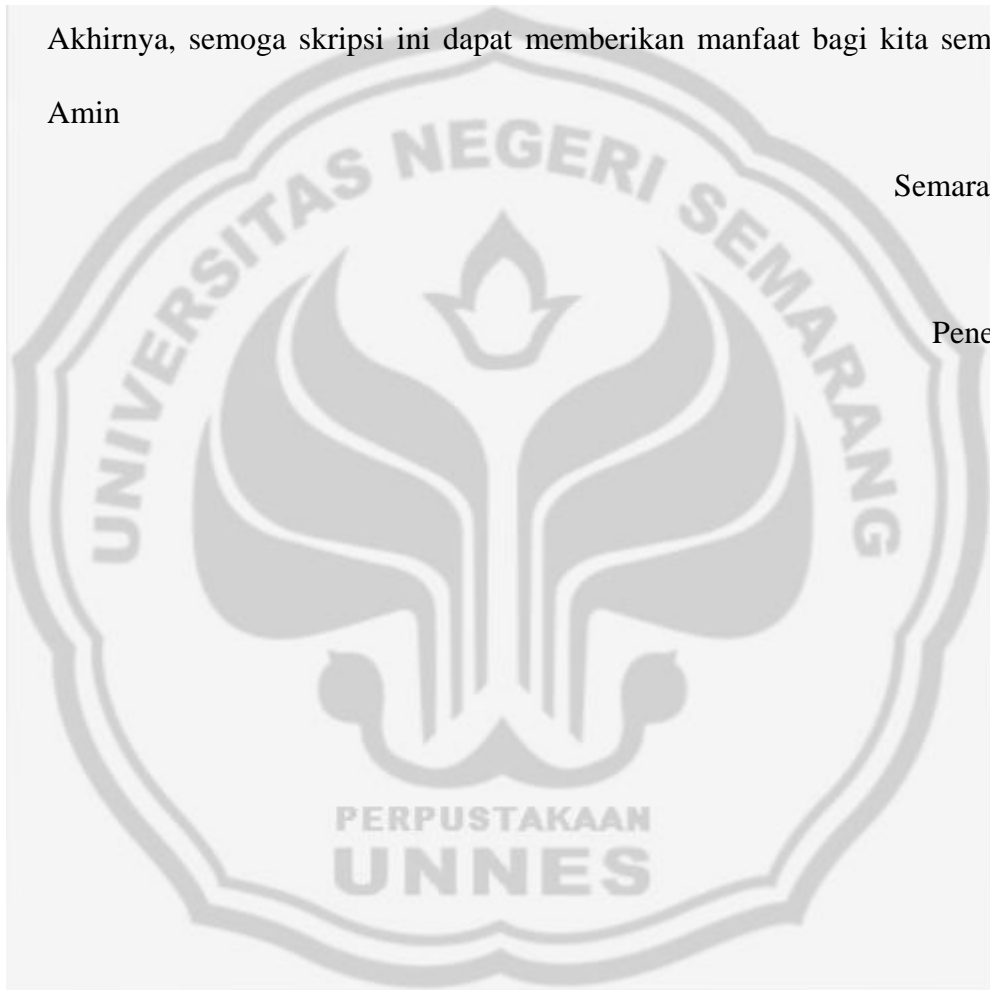 Akhirnya, semoga skripsi ini dapat memberikan manfaat bagi kita sem
Amin
Semara
Pene
UNIVERSITAS NEGERI SEMARANG
PERPUSTAKAAN
UNNES